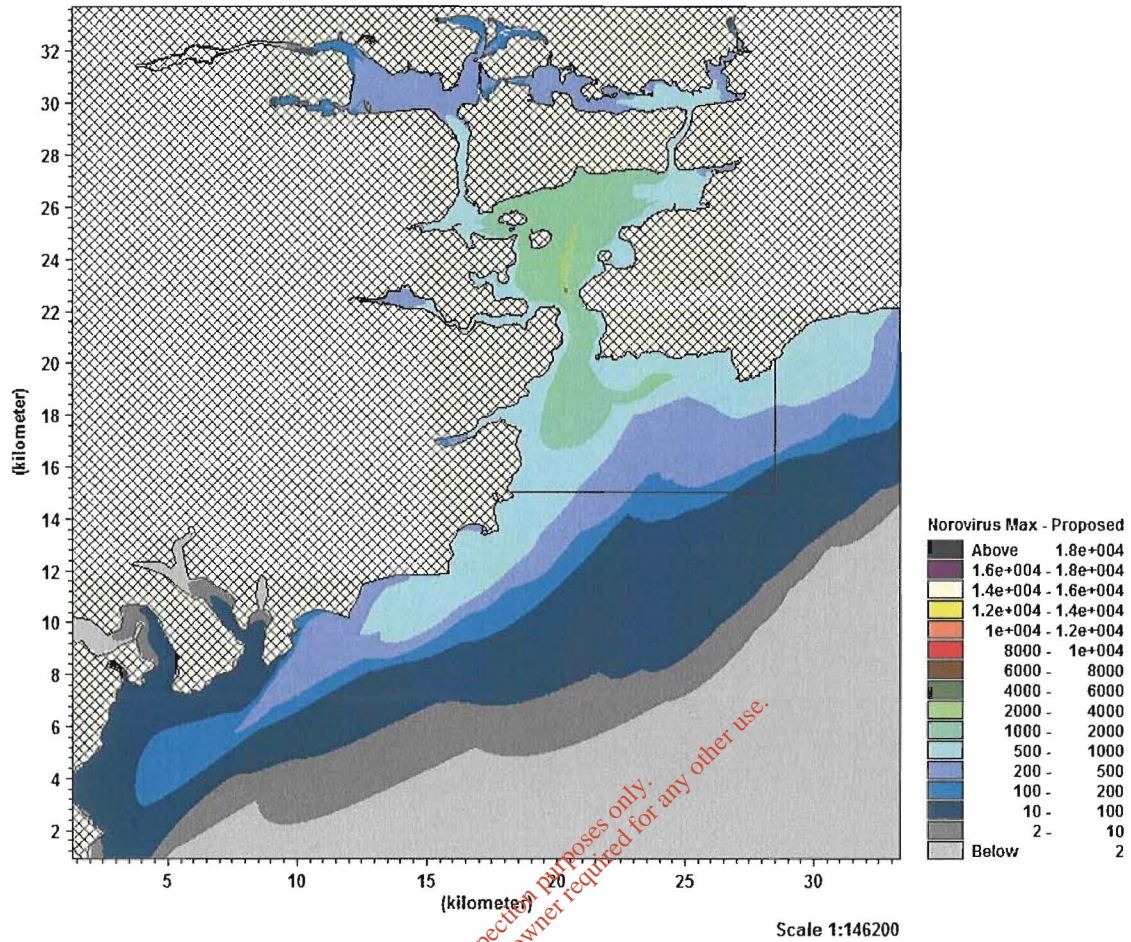 32
30
28
26
24
22
20
18
16
14
12
10
8
6
4
2
(kilometer)
5
10
15
20
25
30
(kilometer)
Norovirus Max - Proposed
Above 1.8e+004
1.6e+004 - 1.8e+004
1.4e+004 - 1.6e+004
1.2e+004 - 1.4e+004
1e+004 - 1.2e+004
8000 - 1e+004
6000 - 8000
4000 - 6000
2000 - 4000
1000 - 2000
500 - 1000
200 - 500
100 - 200
10 - 100
2 - 10
Below 2
Scale 1:146200
pection purposes only.
owner required for any other use.